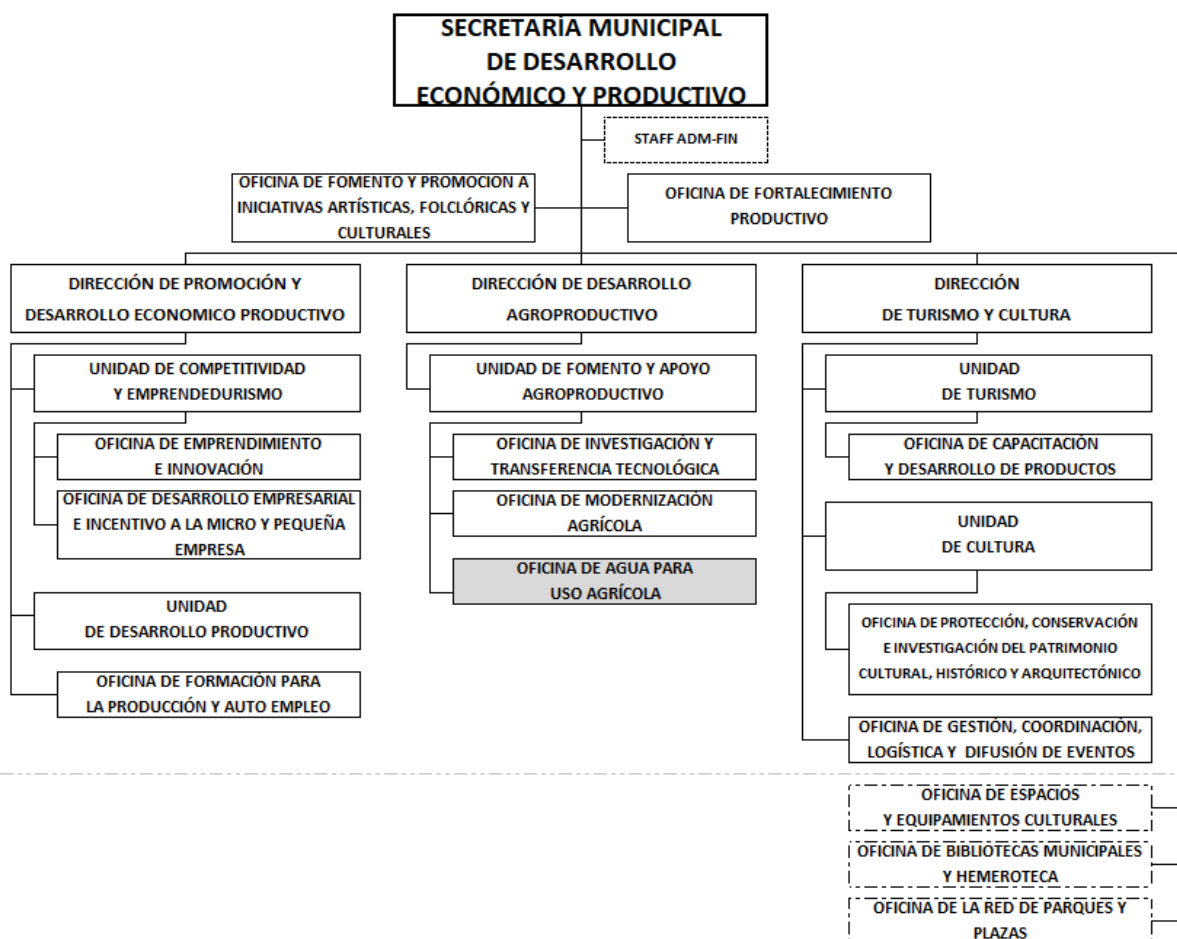 SECRETARÍA MUNICIPAL
DE DESARROLLO
ECONÓMICO Y PRODUCTIVO
STAFF ADM-FIN
OFICINA DE FOMENTO Y PROMOCION A
INICIATIVAS ARTÍSTICAS, FOLCLÓRICAS Y
CULTURALES
OFICINA DE FORTALECIMIENTO
PRODUCTIVO
DIRECCIÓN DE PROMOCIÓN Y
DESARROLLO ECONOMICO PRODUCTIVO
UNIDAD DE COMPETITIVIDAD
Y EMPRENDEDURISMO
OFICINA DE EMPRENDIMIENTO
E INNOVACIÓN
OFICINA DE DESARROLLO EMPRESARIAL
E INCENTIVO A LA MICRO Y PEQUEÑA
EMPRESA
UNIDAD
DE DESARROLLO PRODUCTIVO
OFICINA DE FORMACIÓN PARA
LA PRODUCCIÓN Y AUTO EMPLEO
DIRECCIÓN DE DESARROLLO
AGROPRODUCTIVO
UNIDAD DE FOMENTO Y APOYO
AGROPRODUCTIVO
OFICINA DE INVESTIGACIÓN Y
TRANSFERENCIA TECNOLÓGICA
OFICINA DE MODERNIZACIÓN
AGRÍCOLA
OFICINA DE AGUA PARA
USO AGRÍCOLA
DIRECCIÓN
DE TURISMO Y CULTURA
UNIDAD
DE TURISMO
OFICINA DE CAPACITACIÓN
Y DESARROLLO DE PRODUCTOS
UNIDAD
DE CULTURA
OFICINA DE PROTECCIÓN, CONSERVACIÓN
E INVESTIGACIÓN DEL PATRIMONIO
CULTURAL, HISTÓRICO Y ARQUITECTÓNICO
OFICINA DE GESTIÓN, COORDINACIÓN,
LOGÍSTICA Y DIFUSIÓN DE EVENTOS
OFICINA DE ESPACIOS
Y EQUIPAMIENTOS CULTURALES
OFICINA DE BIBLIOTECAS MUNICIPALES
Y HEMEROTECA
OFICINA DE LA RED DE PARQUES Y
PLAZAS